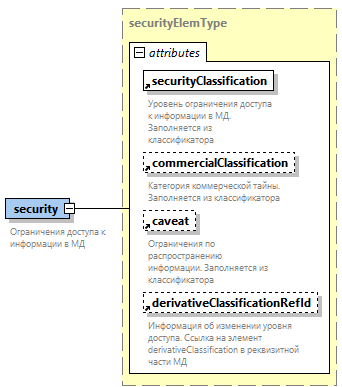 securityElemType
attributes
securityClassification
Уровень ограничения доступа
к информации в МД.
Заполняется из
классификатора
commercialClassification
Категория коммерческой тайны.
Заполняется из классификатора
security
Ограничения доступа к
информации в МД
caveat
Ограничения по
распространению
информации. Заполняется из
классификатора
derivativeClassificationRefId
Информация об изменении уровня
доступа. Ссылка на элемент
derivativeClassification в реквизитной
части МД